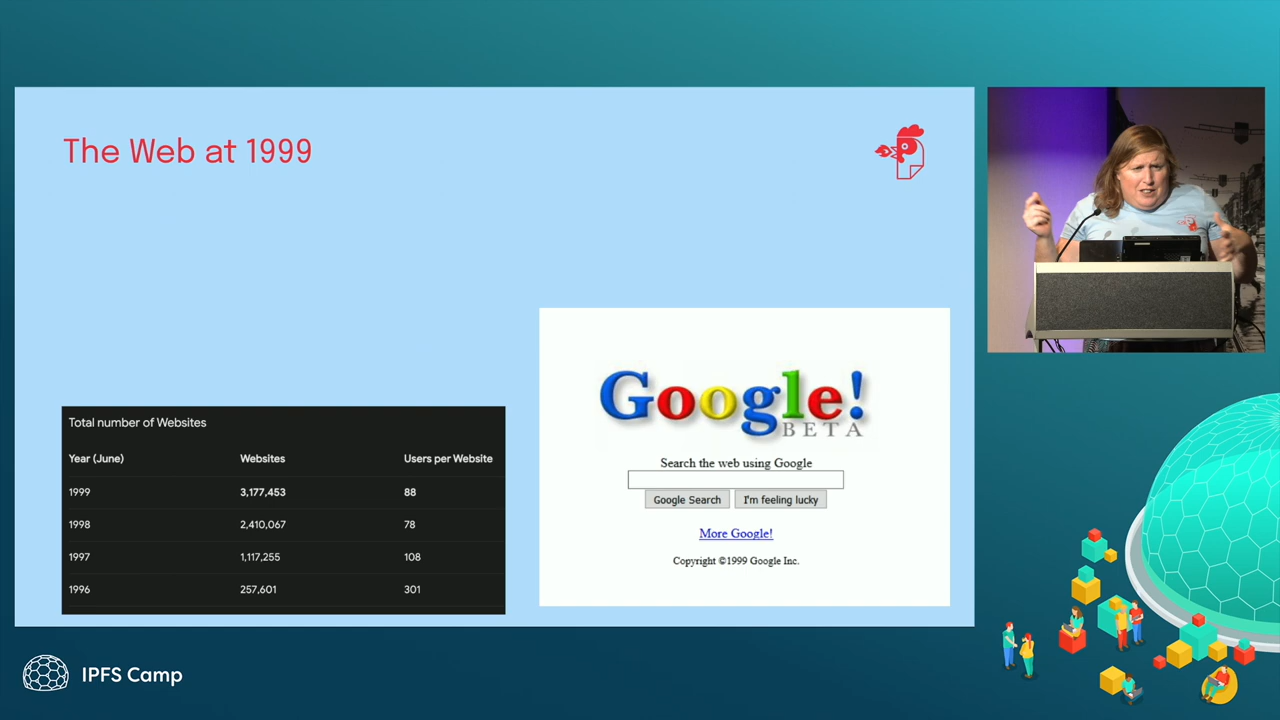 The Web at 1999
Total number of Websites
Year (June) Websites Users per Website
1999 3,177,453 88
1998 2,410,067 78
1997 1,117,255 108
1996 257,601 301
Google!
BETA
Search the web using Google
Google Search I'm feeling lucky
More Google!
Copyright ©1999 Google Inc.
IPFS Camp